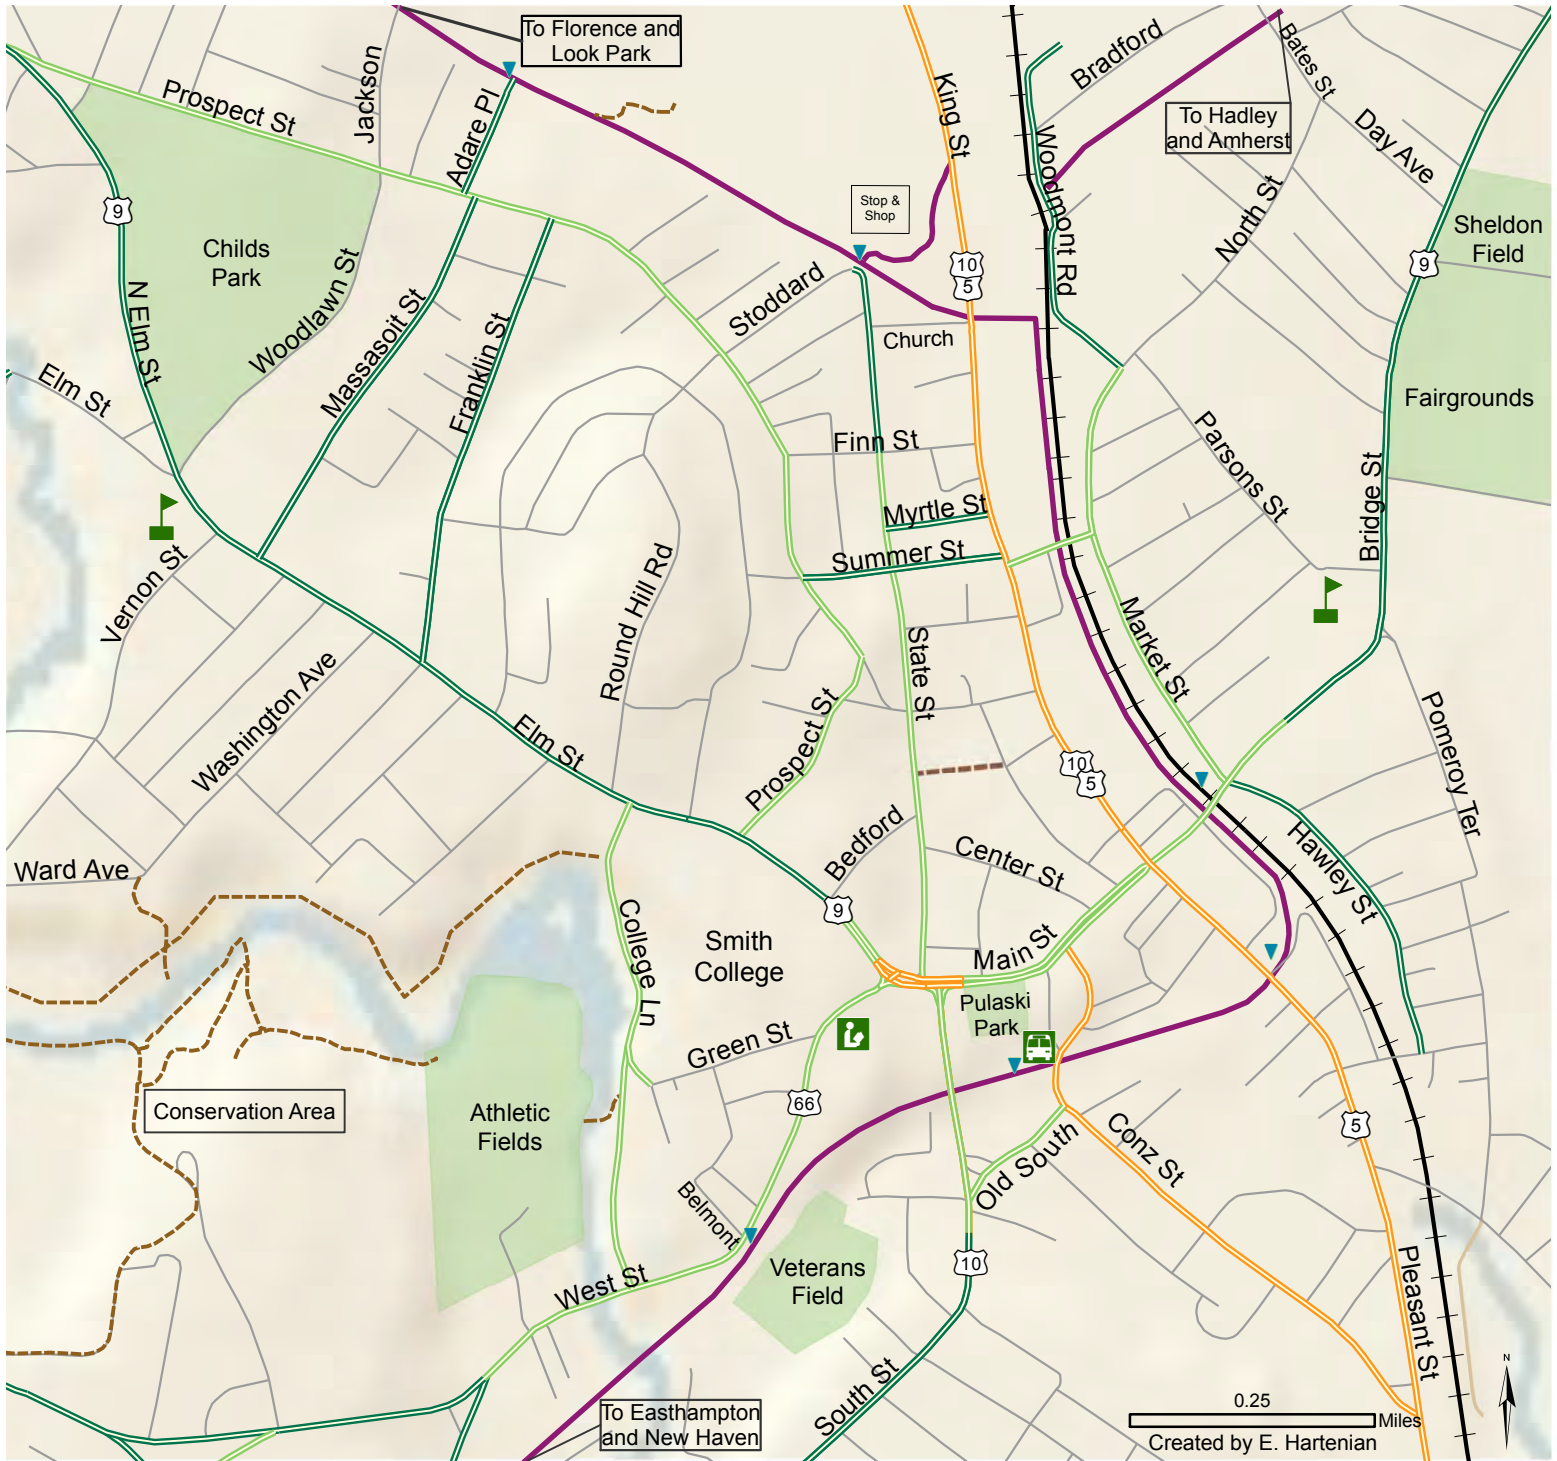 To Florence and
Look Park
Jackson
Prospect St
Adare Pl
King St
Bradford
Bates St
To Hadley
and Amherst
Day Ave
Woodmont Rd
North St
9
Stop &
Shop
Childs
Park
Sheldon
Field
9
10
5
N Elm St
Woodlawn St
Massasoit St
Franklin St
Stoddard
Church
Elm St
Fairgrounds
Finn St
Parsons St
Bridge St
Myrtle St
Summer St
Vernon St
Round Hill Rd
Market St
State St
Washington Ave
Prospect St
Elm St
Pomeroy Ter
10
5
Bedford
Center St
Hawley St
Ward Ave
9
College Ln
Smith
College
Main St
Pulaski
Park
Green St
66
Conservation Area
Athletic
Fields
Old South
Conz St
5
Belmont
10
West St
Veterans
Field
Pleasant St
South St
To Easthampton
and New Haven
N
0.25
Miles
Created by E. Hartenian